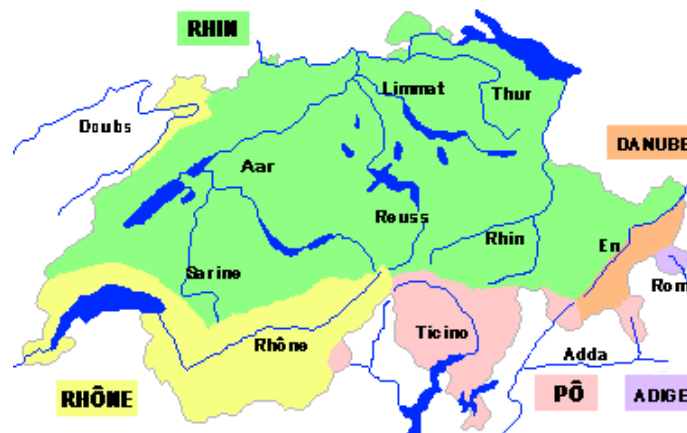 RHIN
Limmat
Thur
Doubs
DANUBE
Aar
Reuss
Rhin
En
Sarine
Rom
Ticino
Rhône
Adda
RHÔNE
PÔ
ADIGE